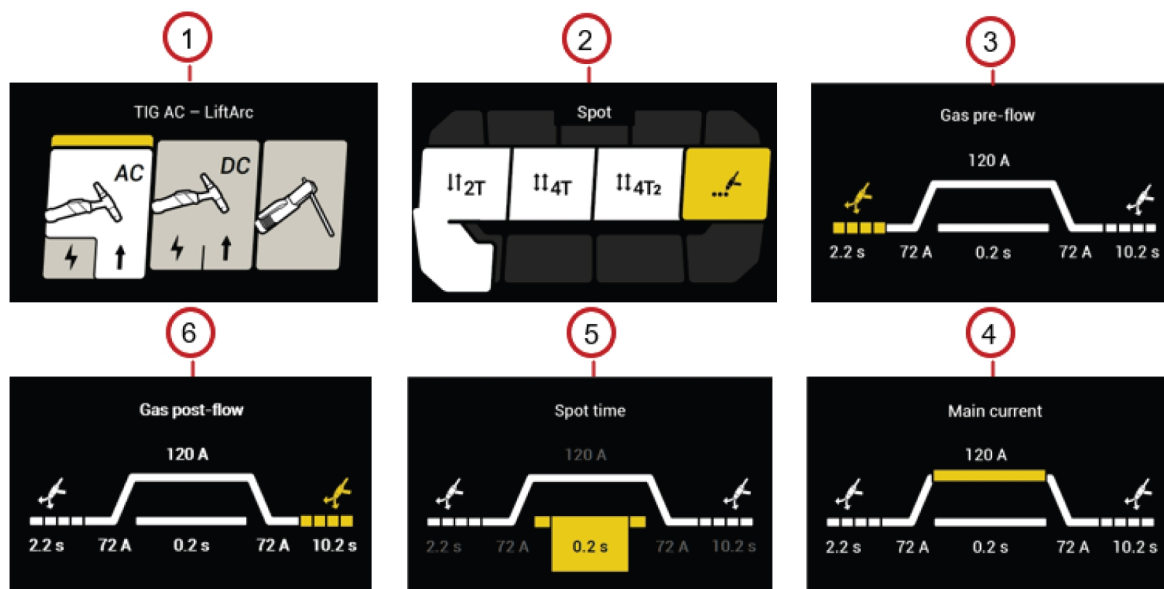 1
TIG AC – LiftArc
AC
DC
2
Spot
2T
4T
4T2
3
Gas pre-flow
120 A
2.2 s 72 A 0.2 s 72 A 10.2 s
6
Gas post-flow
120 A
2.2 s 72 A 0.2 s 72 A 10.2 s
5
Spot time
120 A
2.2 s 72 A 0.2 s 72 A 10.2 s
4
Main current
120 A
2.2 s 72 A 0.2 s 72 A 10.2 s